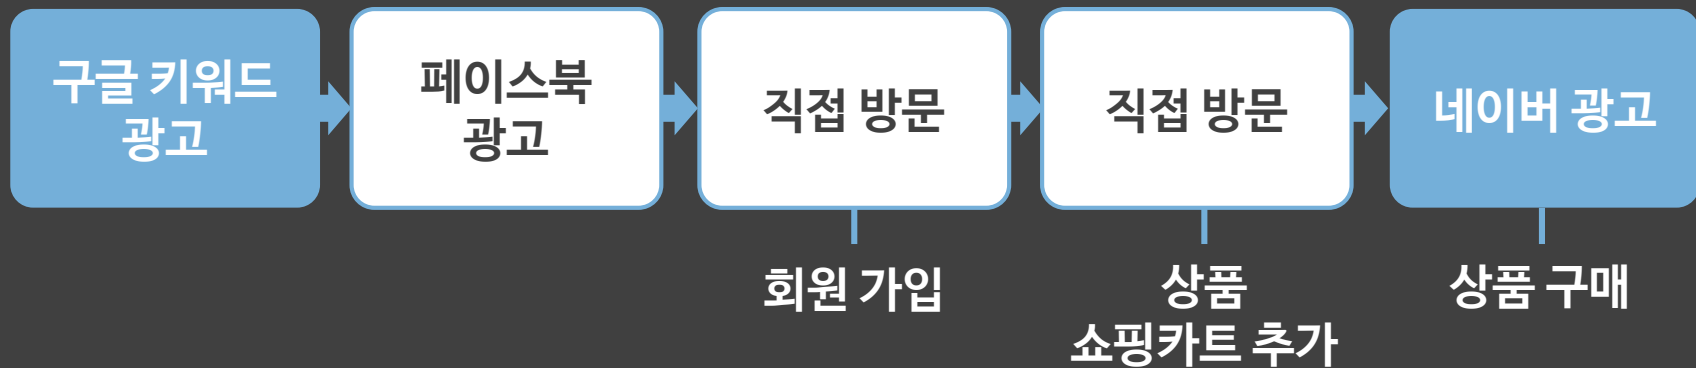 구글 키워드
광고
페이스북
광고
직접 방문
직접 방문
네이버 광고
회원 가입
상품
쇼핑카트 추가
상품 구매